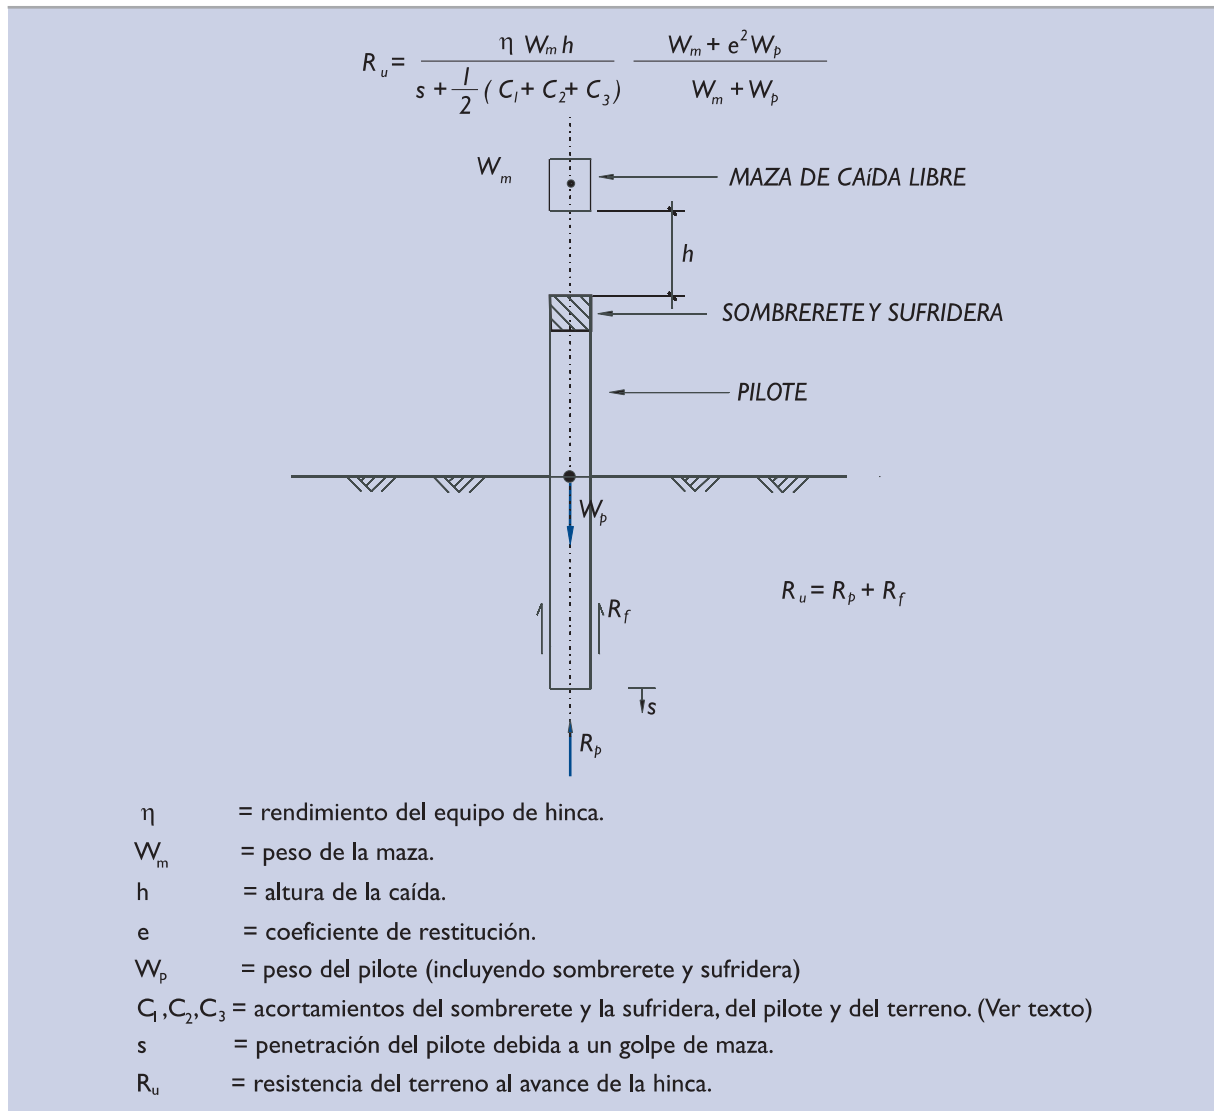 R_u = η W_m h / (s + 1/2 (C_1 + C_2 + C_3)) · (W_m + e² W_p) / (W_m + W_p)
W_m
MAZA DE CAíDA LIBRE
h
SOMBRERETE Y SUFRIDERA
PILOTE
W_p
R_u = R_p + R_f
R_f
s
R_p
η = rendimiento del equipo de hinca.
W_m = peso de la maza.
h = altura de la caída.
e = coeficiente de restitución.
W_p = peso del pilote (incluyendo sombrerete y sufridera)
C_1, C_2, C_3 = acortamientos del sombrerete y la sufridera, del pilote y del terreno. (Ver texto)
s = penetración del pilote debida a un golpe de maza.
R_u = resistencia del terreno al avance de la hinca.